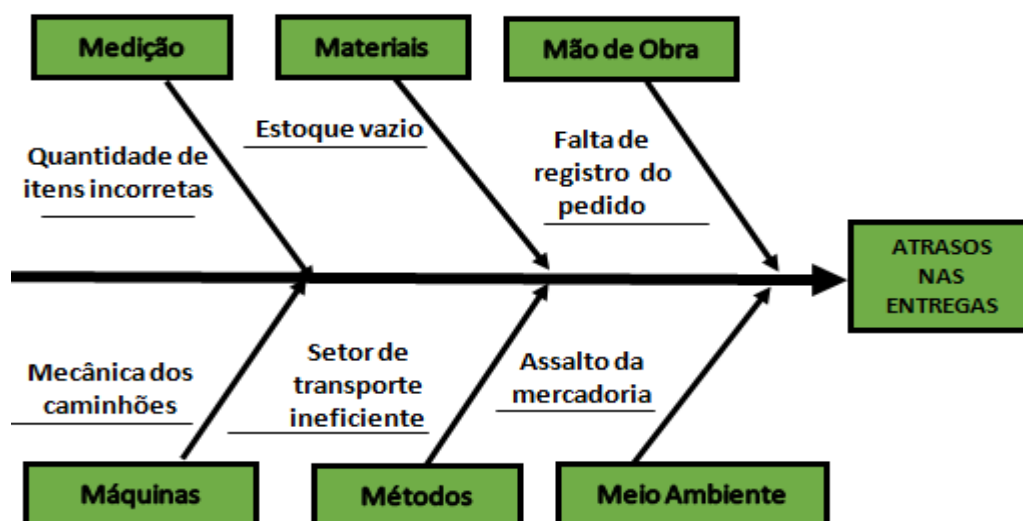 Medição
Materiais
Mão de Obra
Estoque vazio
Quantidade de
itens incorretas
Falta de
registro do
pedido
ATRASOS
NAS
ENTREGAS
Mecânica dos
caminhões
Setor de
transporte
ineficiente
Assalto da
mercadoria
Máquinas
Métodos
Meio Ambiente